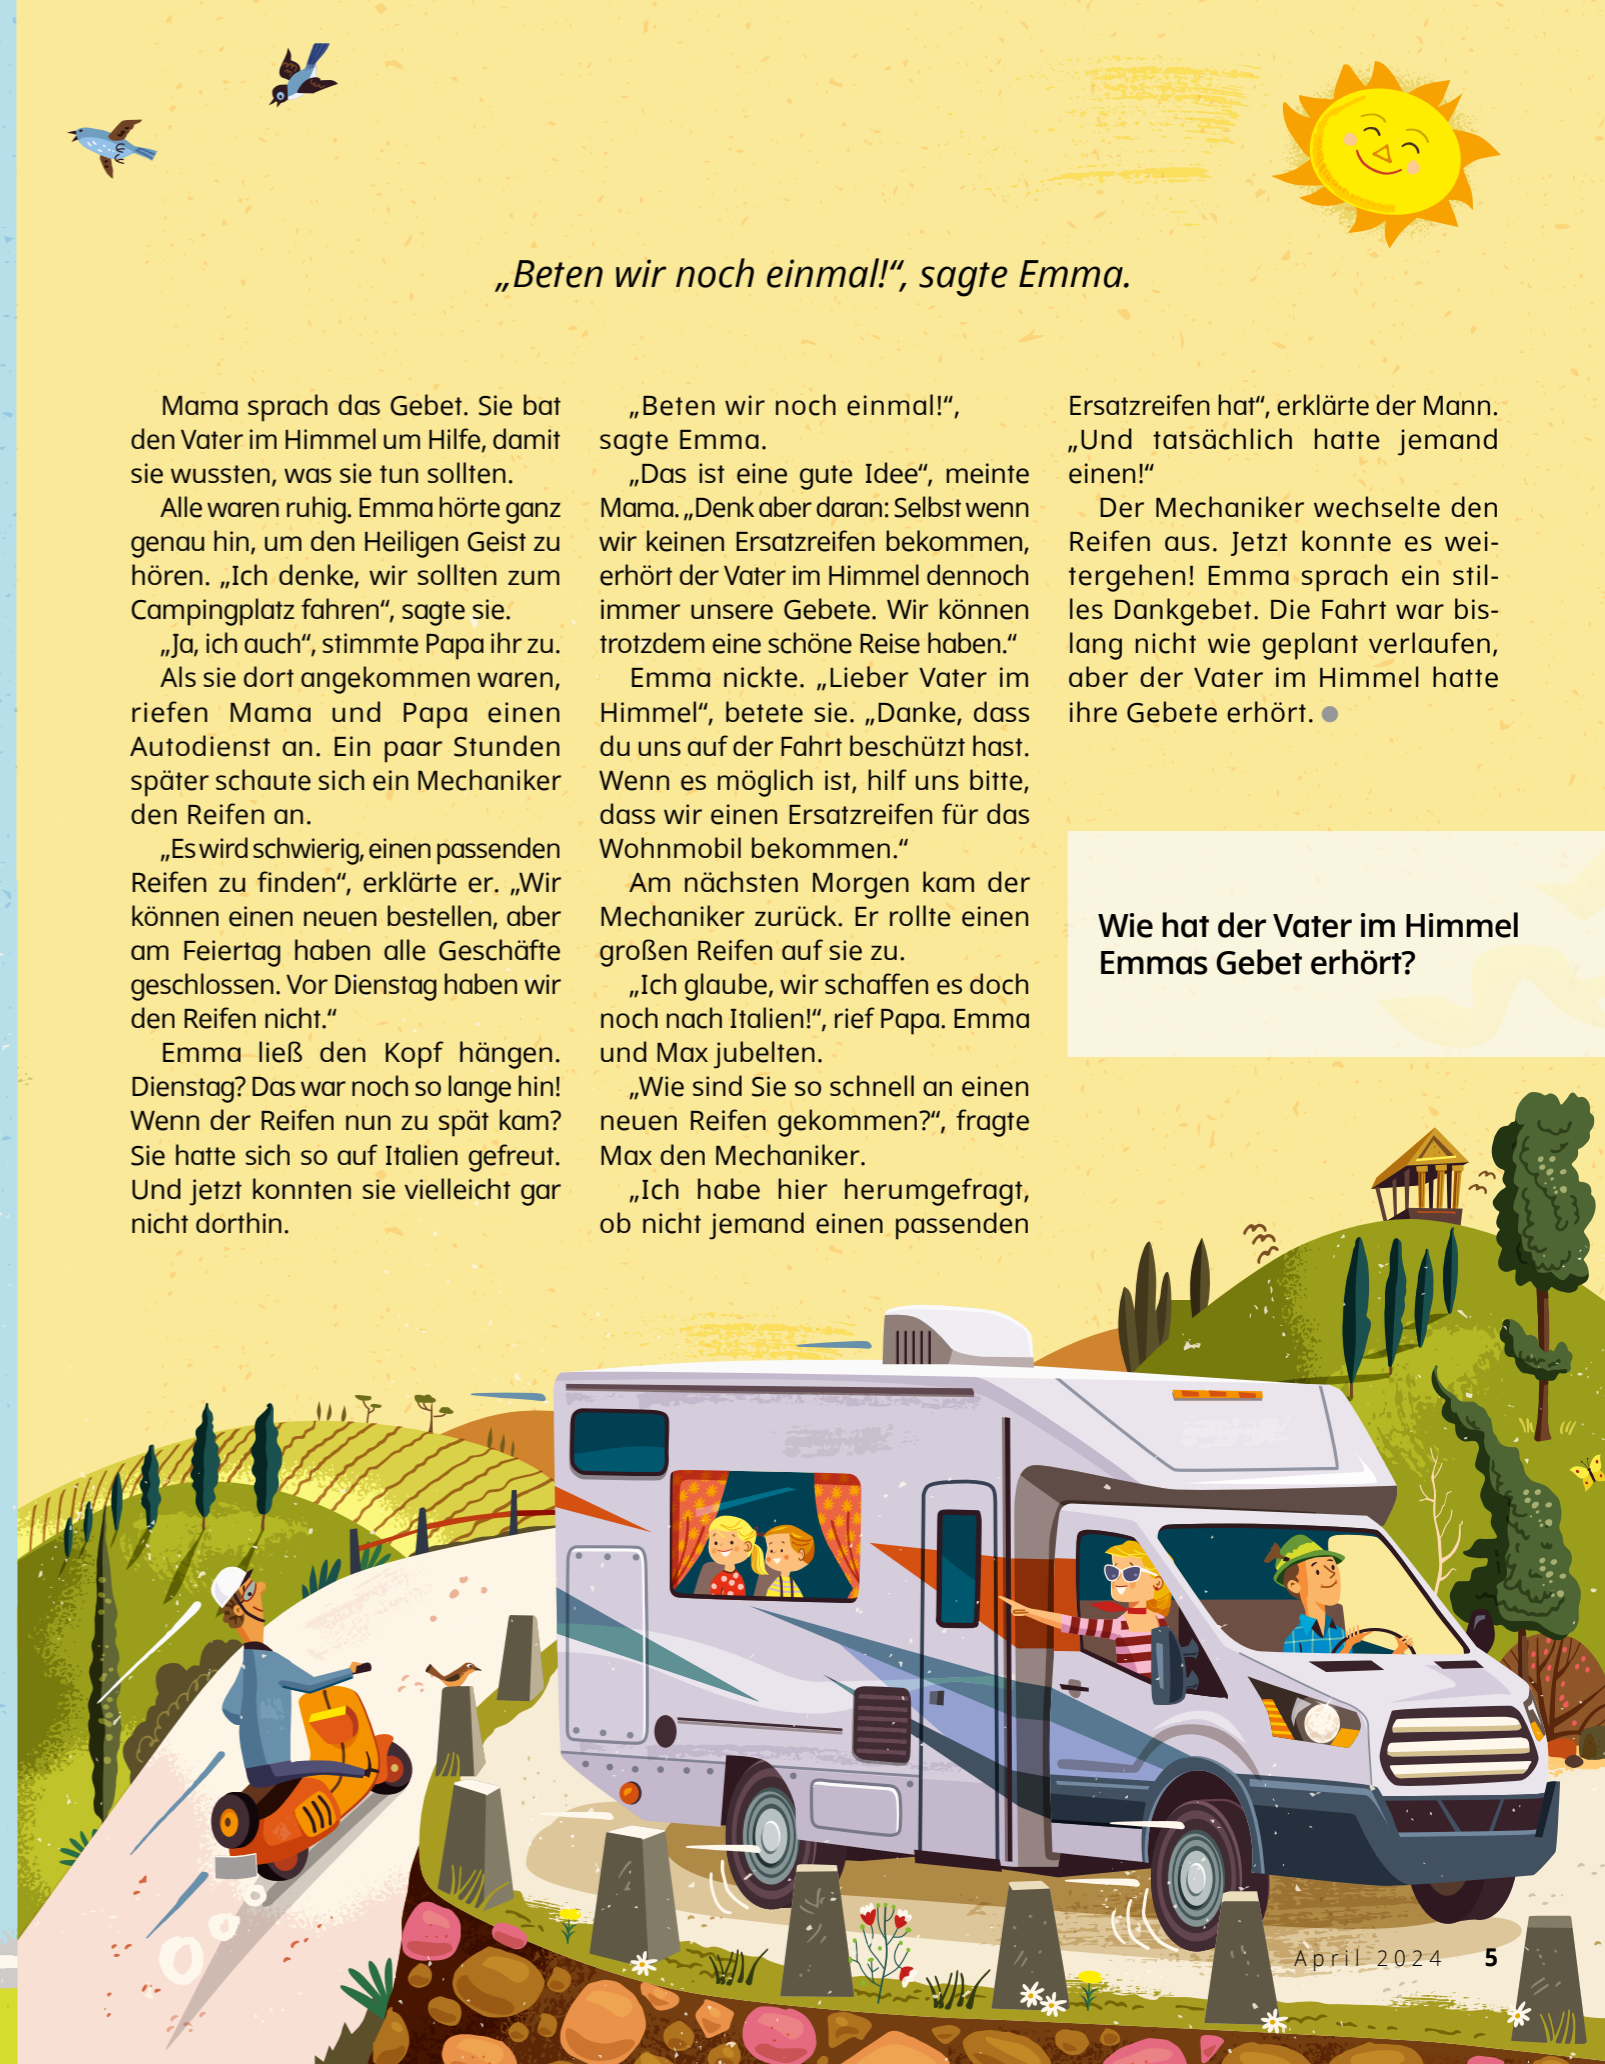 „Beten wir noch einmal!“, sagte Emma.
Mama sprach das Gebet. Sie bat
den Vater im Himmel um Hilfe, damit
sie wussten, was sie tun sollten.
Alle waren ruhig. Emma hörte ganz
genau hin, um den Heiligen Geist zu
hören. „Ich denke, wir sollten zum
Campingplatz fahren“, sagte sie.
„Ja, ich auch“, stimmte Papa ihr zu.
Als sie dort angekommen waren,
riefen Mama und Papa einen
Autodienst an. Ein paar Stunden
später schaute sich ein Mechaniker
den Reifen an.
„Es wird schwierig, einen passenden
Reifen zu finden“, erklärte er. „Wir
können einen neuen bestellen, aber
am Feiertag haben alle Geschäfte
geschlossen. Vor Dienstag haben wir
den Reifen nicht.“
Emma ließ den Kopf hängen.
Dienstag? Das war noch so lange hin!
Wenn der Reifen nun zu spät kam?
Sie hatte sich so auf Italien gefreut.
Und jetzt konnten sie vielleicht gar
nicht dorthin.
„Beten wir noch einmal!“,
sagte Emma.
„Das ist eine gute Idee“, meinte
Mama. „Denk aber daran: Selbst wenn
wir keinen Ersatzreifen bekommen,
erhört der Vater im Himmel dennoch
immer unsere Gebete. Wir können
trotzdem eine schöne Reise haben.“
Emma nickte. „Lieber Vater im
Himmel“, betete sie. „Danke, dass
du uns auf der Fahrt beschützt hast.
Wenn es möglich ist, hilf uns bitte,
dass wir einen Ersatzreifen für das
Wohnmobil bekommen.“
Am nächsten Morgen kam der
Mechaniker zurück. Er rollte einen
großen Reifen auf sie zu.
„Ich glaube, wir schaffen es doch
noch nach Italien!“, rief Papa. Emma
und Max jubelten.
„Wie sind Sie so schnell an einen
neuen Reifen gekommen?“, fragte
Max den Mechaniker.
„Ich habe hier herumgefragt,
ob nicht jemand einen passenden
Ersatzreifen hat“, erklärte der Mann.
„Und tatsächlich hatte jemand
einen!“
Der Mechaniker wechselte den
Reifen aus. Jetzt konnte es wei-
tergehen! Emma sprach ein stil-
les Dankgebet. Die Fahrt war bis-
lang nicht wie geplant verlaufen,
aber der Vater im Himmel hatte
ihre Gebete erhört.
Wie hat der Vater im Himmel
Emmas Gebet erhört?
April 2024 5